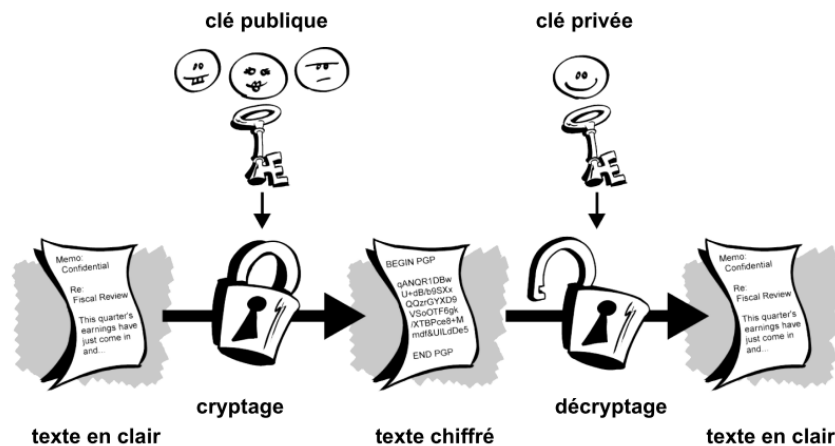 clé publique
clé privée
Memo:
Confidential
Re:
Fiscal Review
This quarter's
earnings have
just come in
and...
BEGIN PGP
qANQR1DBw
U+dB/b9SXx
QQzrGYXD9
VSoOTF6gk
iXTBPce8+M
mdf&UILdDe5
END PGP
Memo:
Confidential
Re:
Fiscal Review
This quarter's
earnings have
just come in
and...
cryptage
décryptage
texte en clair
texte chiffré
texte en clair